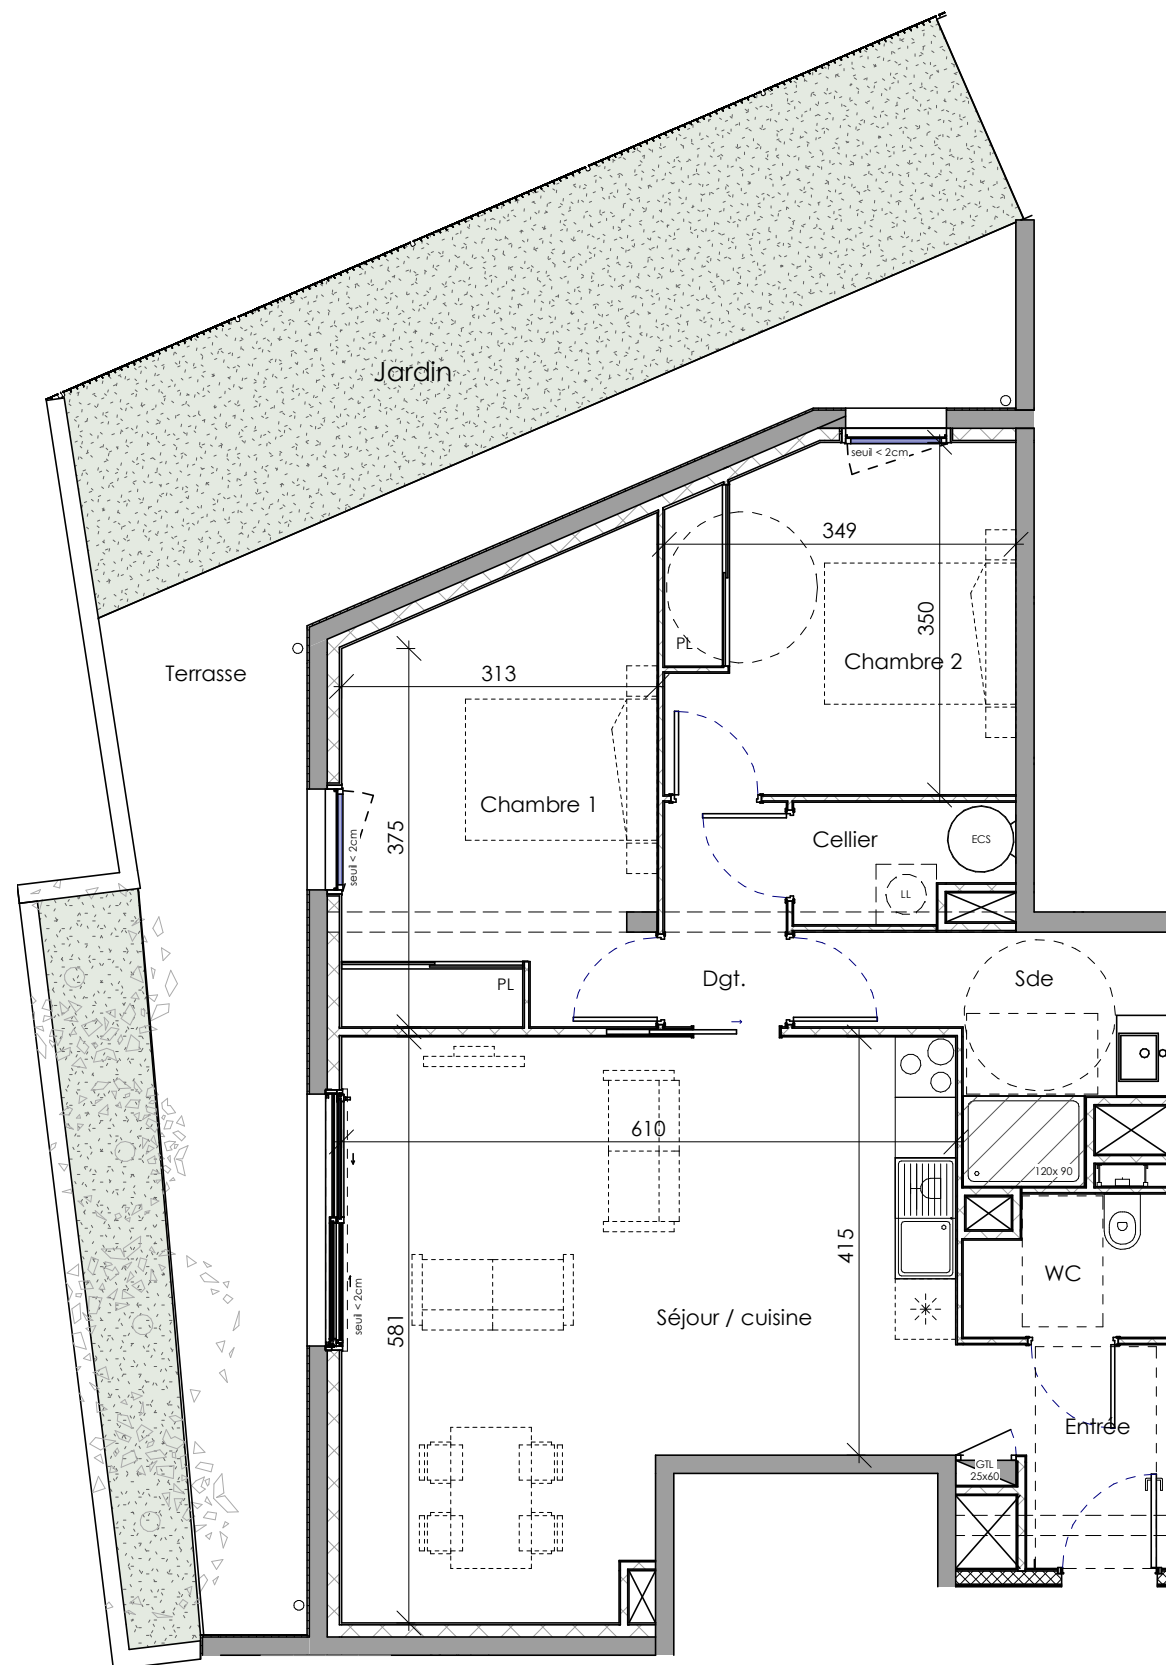 Jardin
seuil < 2cm
349
350
PL
Chambre 2
Terrasse
313
Chambre 1
375
seuil < 2cm
Cellier
ECS
LL
PL
Dgt.
Sde
610
120x 90
415
WC
seuil < 2cm
581
Séjour / cuisine
Entrée
GTL
25x60